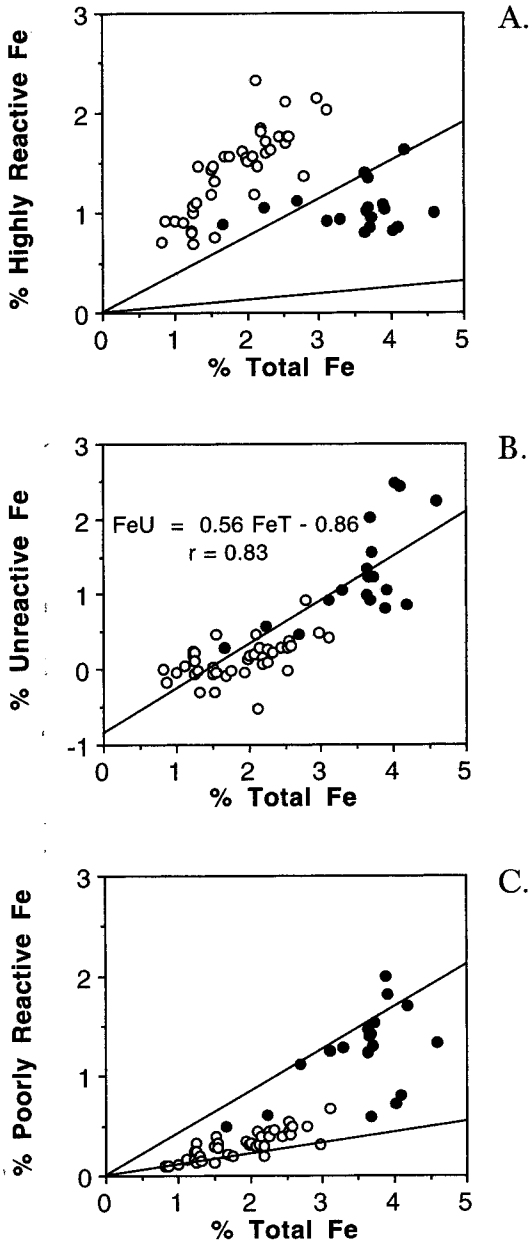 A.
% Highly Reactive Fe
3
2
1
0
0 1 2 3 4 5
% Total Fe
B.
% Unreactive Fe
3
2
1
0
-1
FeU = 0.56 FeT - 0.86
r = 0.83
0 1 2 3 4 5
% Total Fe
C.
% Poorly Reactive Fe
3
2
1
0
0 1 2 3 4 5
% Total Fe